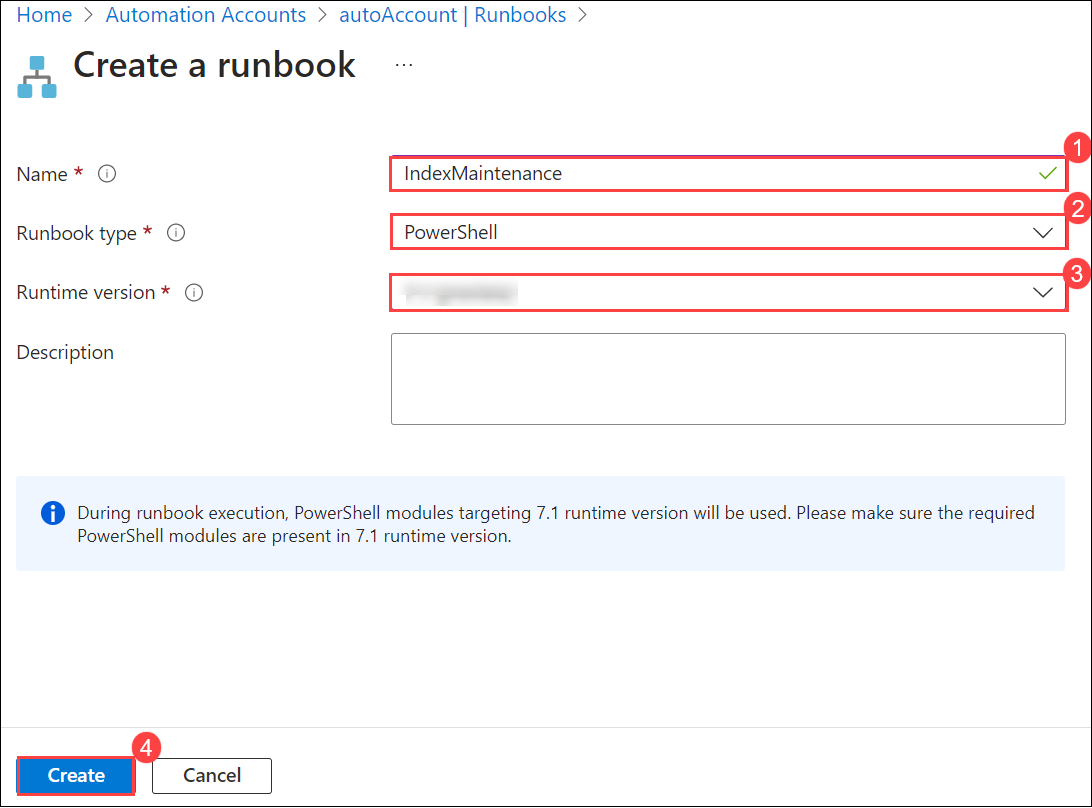 Home > Automation Accounts > autoAccount | Runbooks >
Create a runbook ...
1
Name *
IndexMaintenance
2
Runbook type *
PowerShell
3
Runtime version *
Description
During runbook execution, PowerShell modules targeting 7.1 runtime version will be used. Please make sure the required
PowerShell modules are present in 7.1 runtime version.
4
Create
Cancel